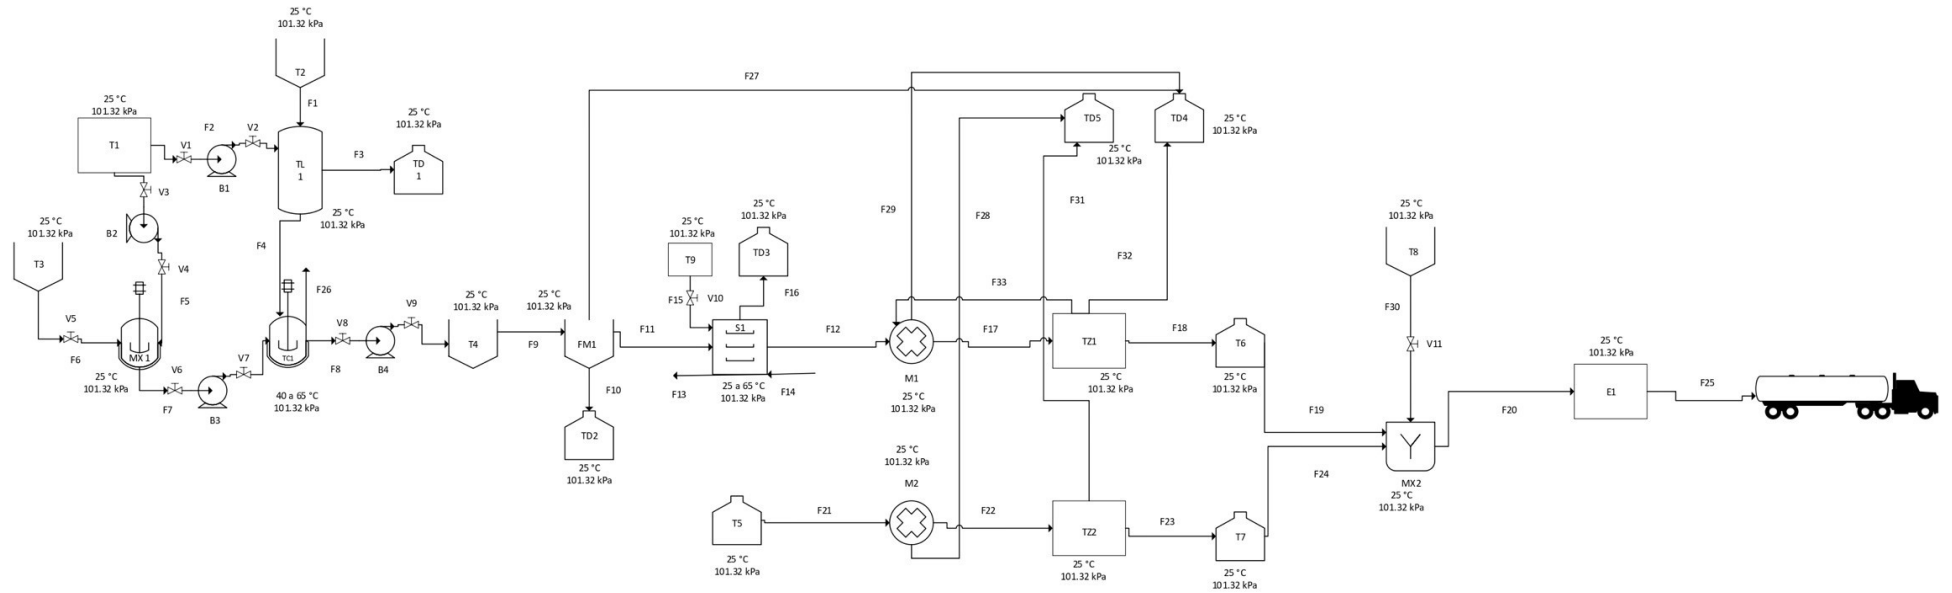 25 °C
101.32 kPa
T2
F1
25 °C
101.32 kPa
T1
V1
F2
V2
B1
TL
1
F3
25 °C
101.32 kPa
TD
1
25 °C
101.32 kPa
V3
B2
V4
F5
F4
25 °C
101.32 kPa
T3
V5
F6
MX 1
25 °C
101.32 kPa
V6
F7
B3
V7
F26
TC1
40 a 65 °C
101.32 kPa
V8
F8
B4
V9
25 °C
101.32 kPa
T4
F9
25 °C
101.32 kPa
FM1
F10
TD2
25 °C
101.32 kPa
F11
F27
25 °C
101.32 kPa
T9
F15
V10
25 °C
101.32 kPa
TD3
F16
S1
F13
25 a 65 °C
101.32 kPa
F14
F12
F29
F28
M1
25 °C
101.32 kPa
F17
F33
TD5
25 °C
101.32 kPa
TD4
25 °C
101.32 kPa
F31
F32
TZ1
25 °C
101.32 kPa
F18
T6
25 °C
101.32 kPa
F19
25 °C
101.32 kPa
M2
T5
25 °C
101.32 kPa
F21
F22
TZ2
25 °C
101.32 kPa
F23
T7
25 °C
101.32 kPa
F24
25 °C
101.32 kPa
T8
F30
V11
MX2
25 °C
101.32 kPa
F20
25 °C
101.32 kPa
E1
F25